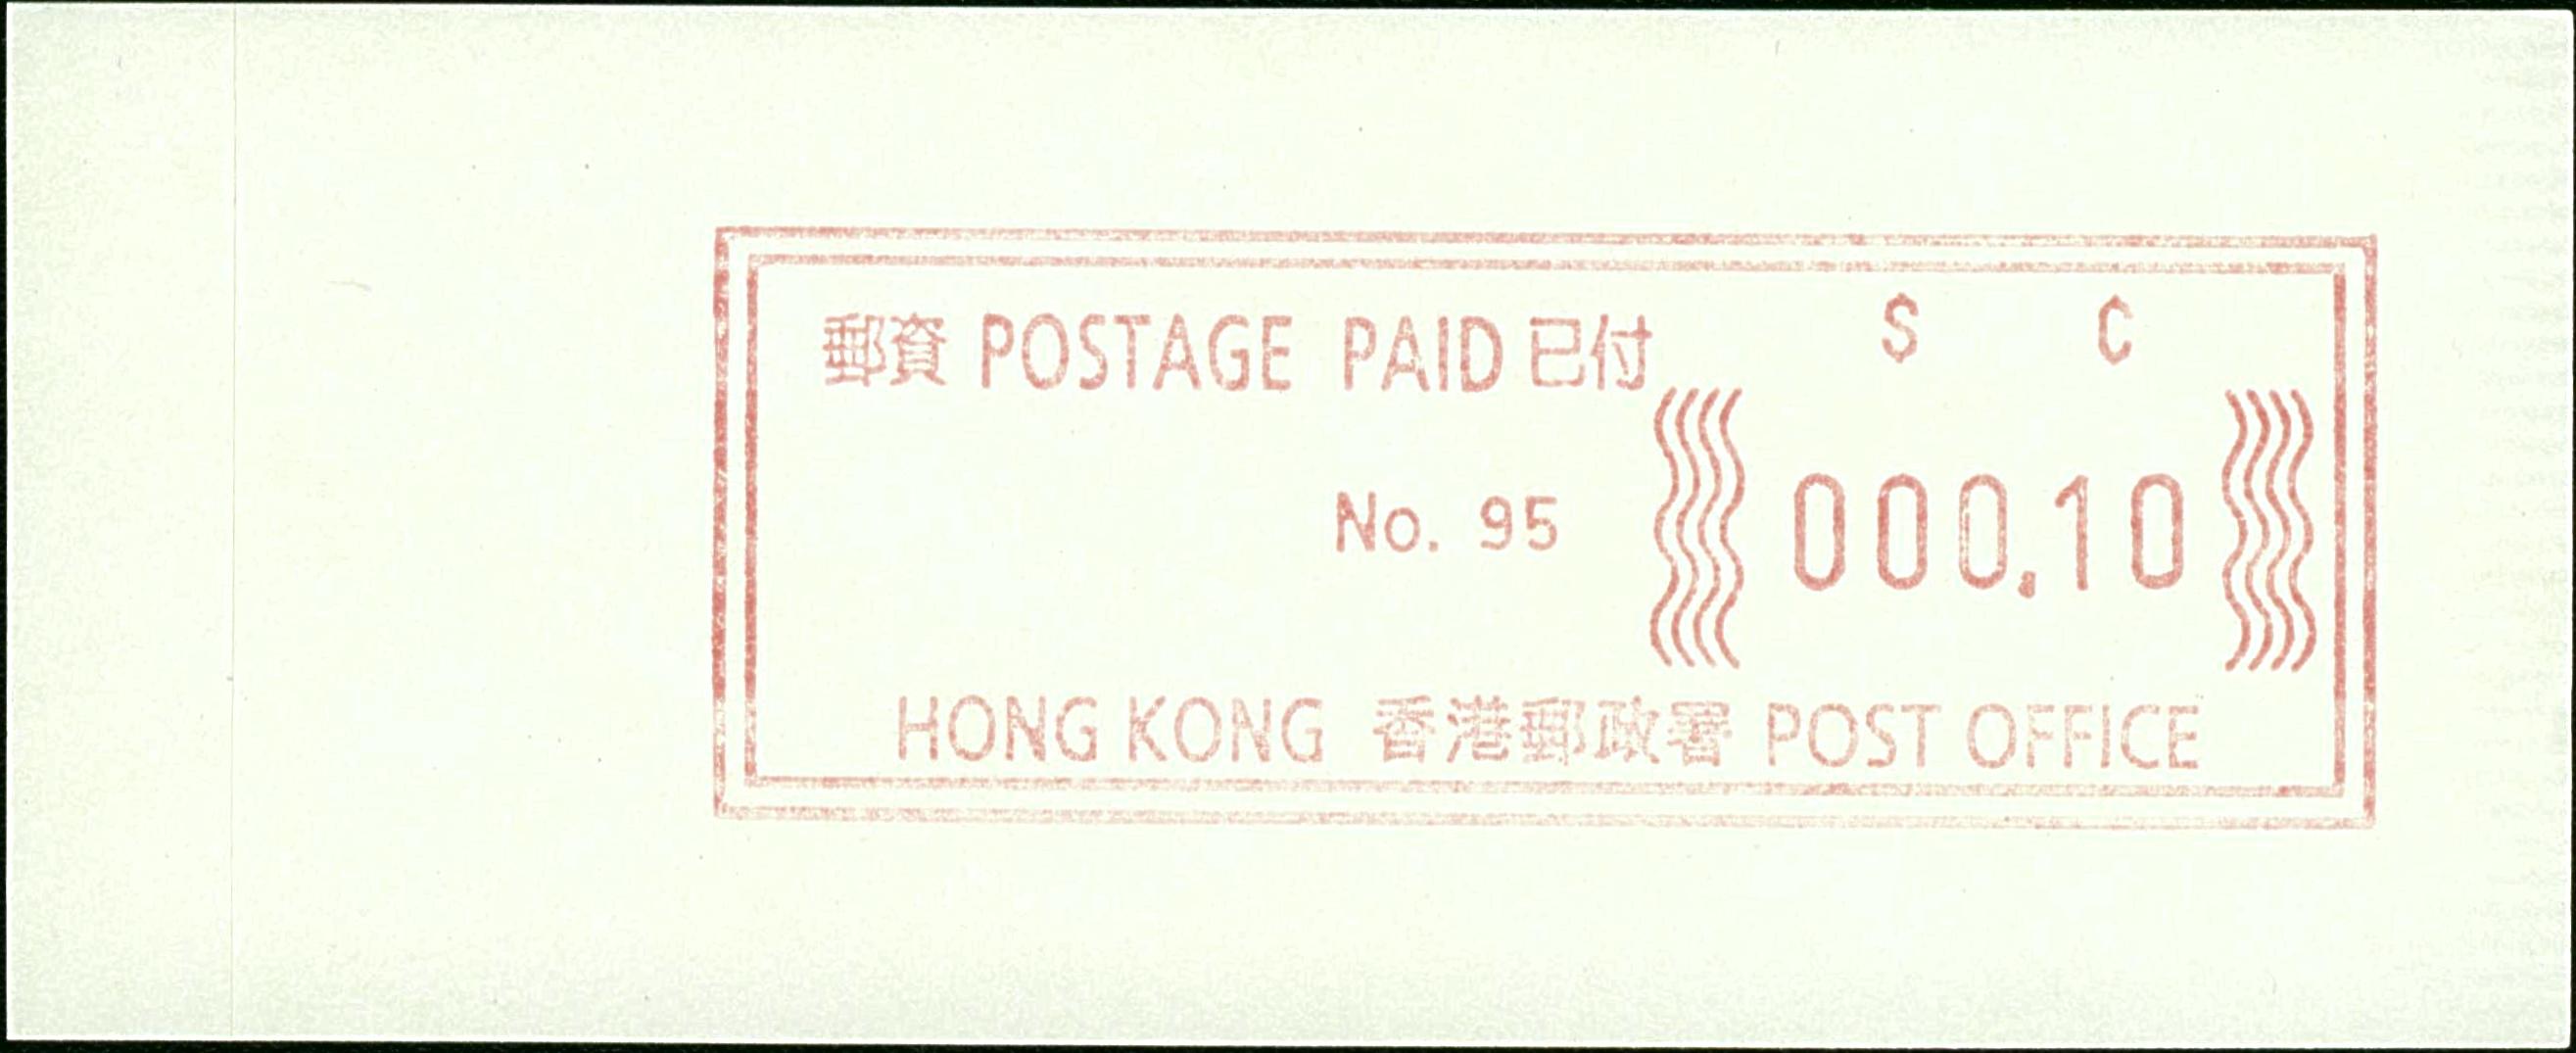 郵資 POSTAGE PAID 已付
$ ¢
No. 95
000.10
HONG KONG 香港郵政署 POST OFFICE